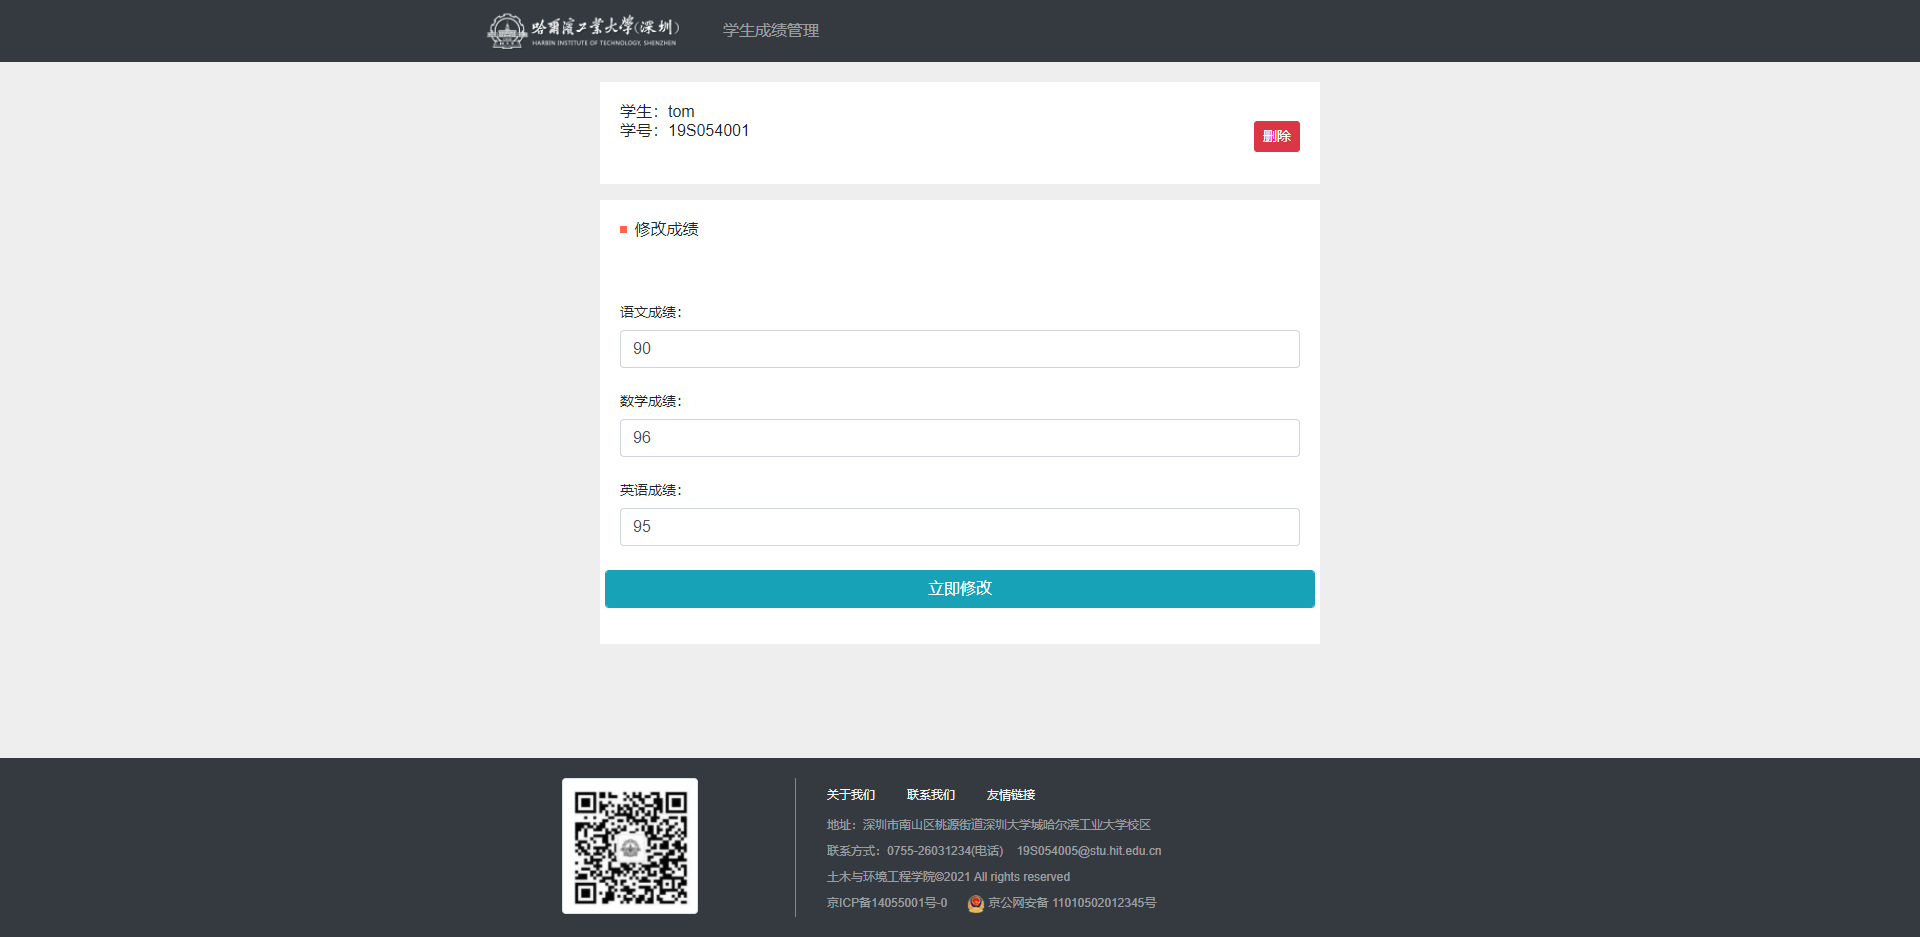 哈爾濱工業大學(深圳)
HARBIN INSTITUTE OF TECHNOLOGY, SHENZHEN
学生成绩管理
学生：tom
学号：19S054001
删除
修改成绩
语文成绩：
90
数学成绩：
96
英语成绩：
95
立即修改
关于我们 联系我们 友情链接
地址：深圳市南山区桃源街道深圳大学城哈尔滨工业大学校区
联系方式：0755-26031234(电话) 19S054005@stu.hit.edu.cn
土木与环境工程学院©2021 All rights reserved
京ICP备14055001号-0 京公网安备 11010502012345号